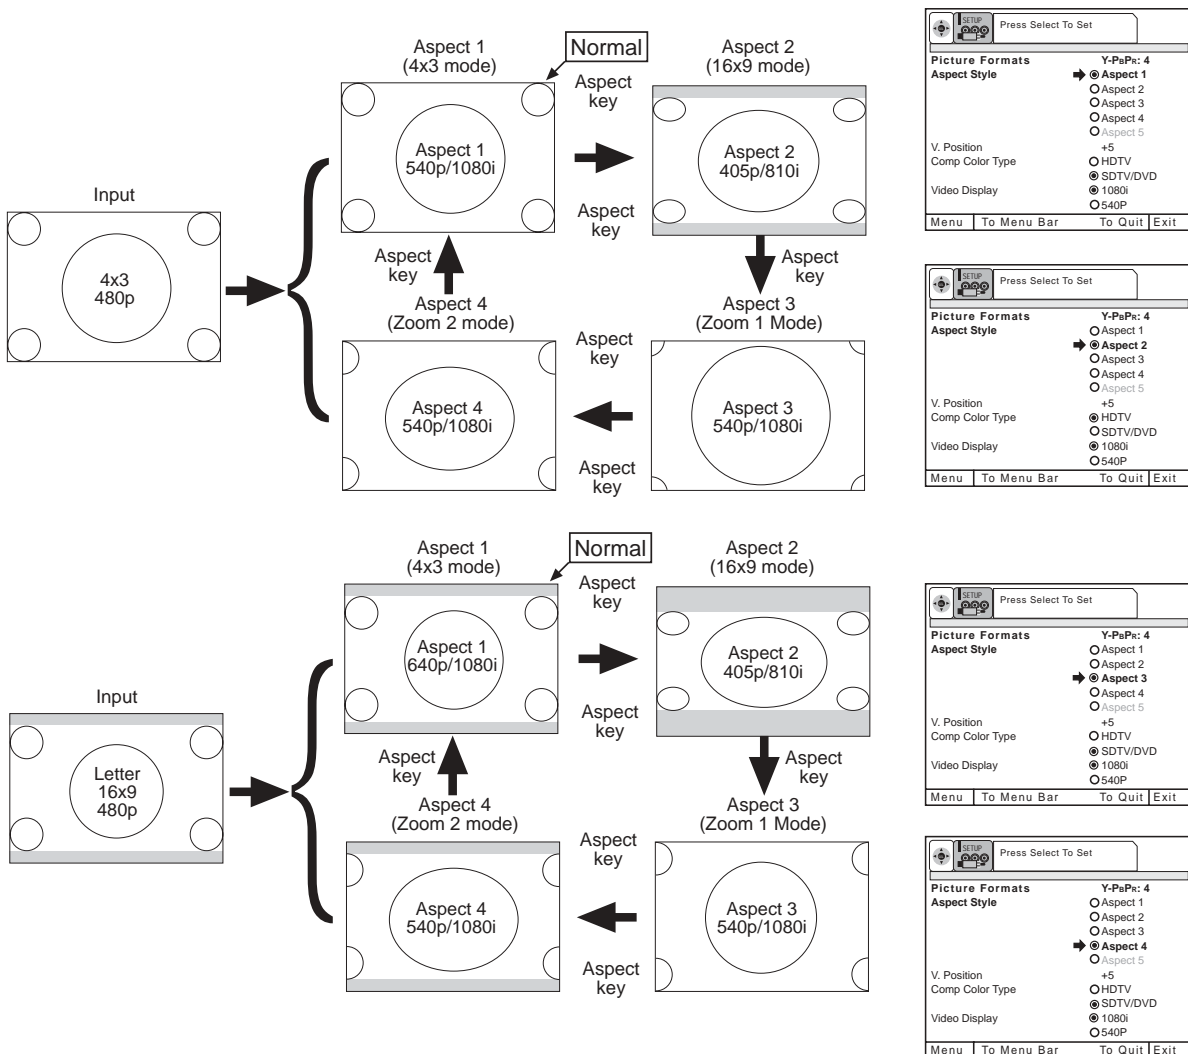 Input
4x3
480p
Aspect 1
(4x3 mode)
Normal
Aspect
key
Aspect 2
(16x9 mode)
Aspect 1
540p/1080i
Aspect 2
405p/810i
Aspect
key
Aspect
key
Aspect
key
Aspect 4
(Zoom 2 mode)
Aspect 3
(Zoom 1 Mode)
Aspect
key
Aspect 4
540p/1080i
Aspect 3
540p/1080i
Aspect
key
Input
Letter
16x9
480p
Aspect 1
(4x3 mode)
Normal
Aspect
key
Aspect 2
(16x9 mode)
Aspect 1
640p/1080i
Aspect 2
405p/810i
Aspect
key
Aspect
key
Aspect
key
Aspect 4
(Zoom 2 mode)
Aspect 3
(Zoom 1 Mode)
Aspect
key
Aspect 4
540p/1080i
Aspect 3
540p/1080i
Aspect
key
SETUP
Press Select To Set
Picture Formats Y-PBPR: 4
Aspect Style Aspect 1
Aspect 2
Aspect 3
Aspect 4
Aspect 5
V. Position +5
Comp Color Type HDTV
SDTV/DVD
Video Display 1080i
540P
Menu To Menu Bar To Quit Exit
SETUP
Press Select To Set
Picture Formats Y-PBPR: 4
Aspect Style Aspect 1
Aspect 2
Aspect 3
Aspect 4
Aspect 5
V. Position +5
Comp Color Type HDTV
SDTV/DVD
Video Display 1080i
540P
Menu To Menu Bar To Quit Exit
SETUP
Press Select To Set
Picture Formats Y-PBPR: 4
Aspect Style Aspect 1
Aspect 2
Aspect 3
Aspect 4
Aspect 5
V. Position +5
Comp Color Type HDTV
SDTV/DVD
Video Display 1080i
540P
Menu To Menu Bar To Quit Exit
SETUP
Press Select To Set
Picture Formats Y-PBPR: 4
Aspect Style Aspect 1
Aspect 2
Aspect 3
Aspect 4
Aspect 5
V. Position +5
Comp Color Type HDTV
SDTV/DVD
Video Display 1080i
540P
Menu To Menu Bar To Quit Exit